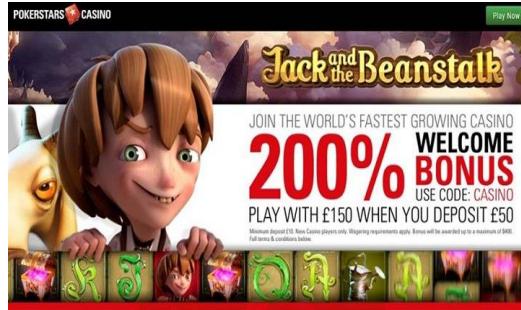 POKERSTARS CASINO
Play Now
Jack and the Beanstalk
JOIN THE WORLD'S FASTEST GROWING CASINO
200% WELCOME BONUS
USE CODE: CASINO
PLAY WITH £150 WHEN YOU DEPOSIT £50
Minimum deposit £10. New Casino players only. Wagering requirements apply. Bonus will be awarded up to a maximum of $400.
Full terms & conditions below.
K J Q A A